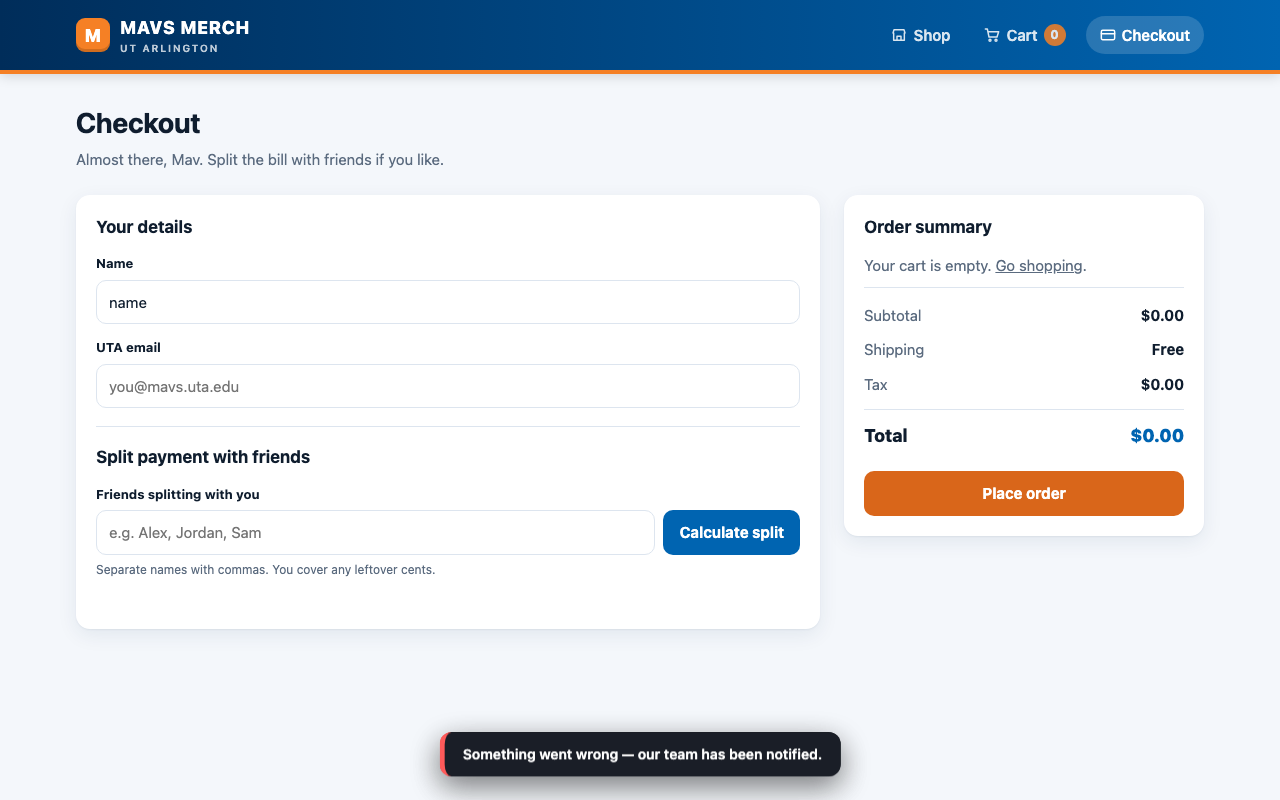 M
MAVS MERCH
UT ARLINGTON
Shop
Cart 0
Checkout
Checkout
Almost there, Mav. Split the bill with friends if you like.
Your details
Name
name
UTA email
you@mavs.uta.edu
Split payment with friends
Friends splitting with you
e.g. Alex, Jordan, Sam
Calculate split
Separate names with commas. You cover any leftover cents.
Order summary
Your cart is empty. Go shopping.
Subtotal $0.00
Shipping Free
Tax $0.00
Total $0.00
Place order
Something went wrong — our team has been notified.